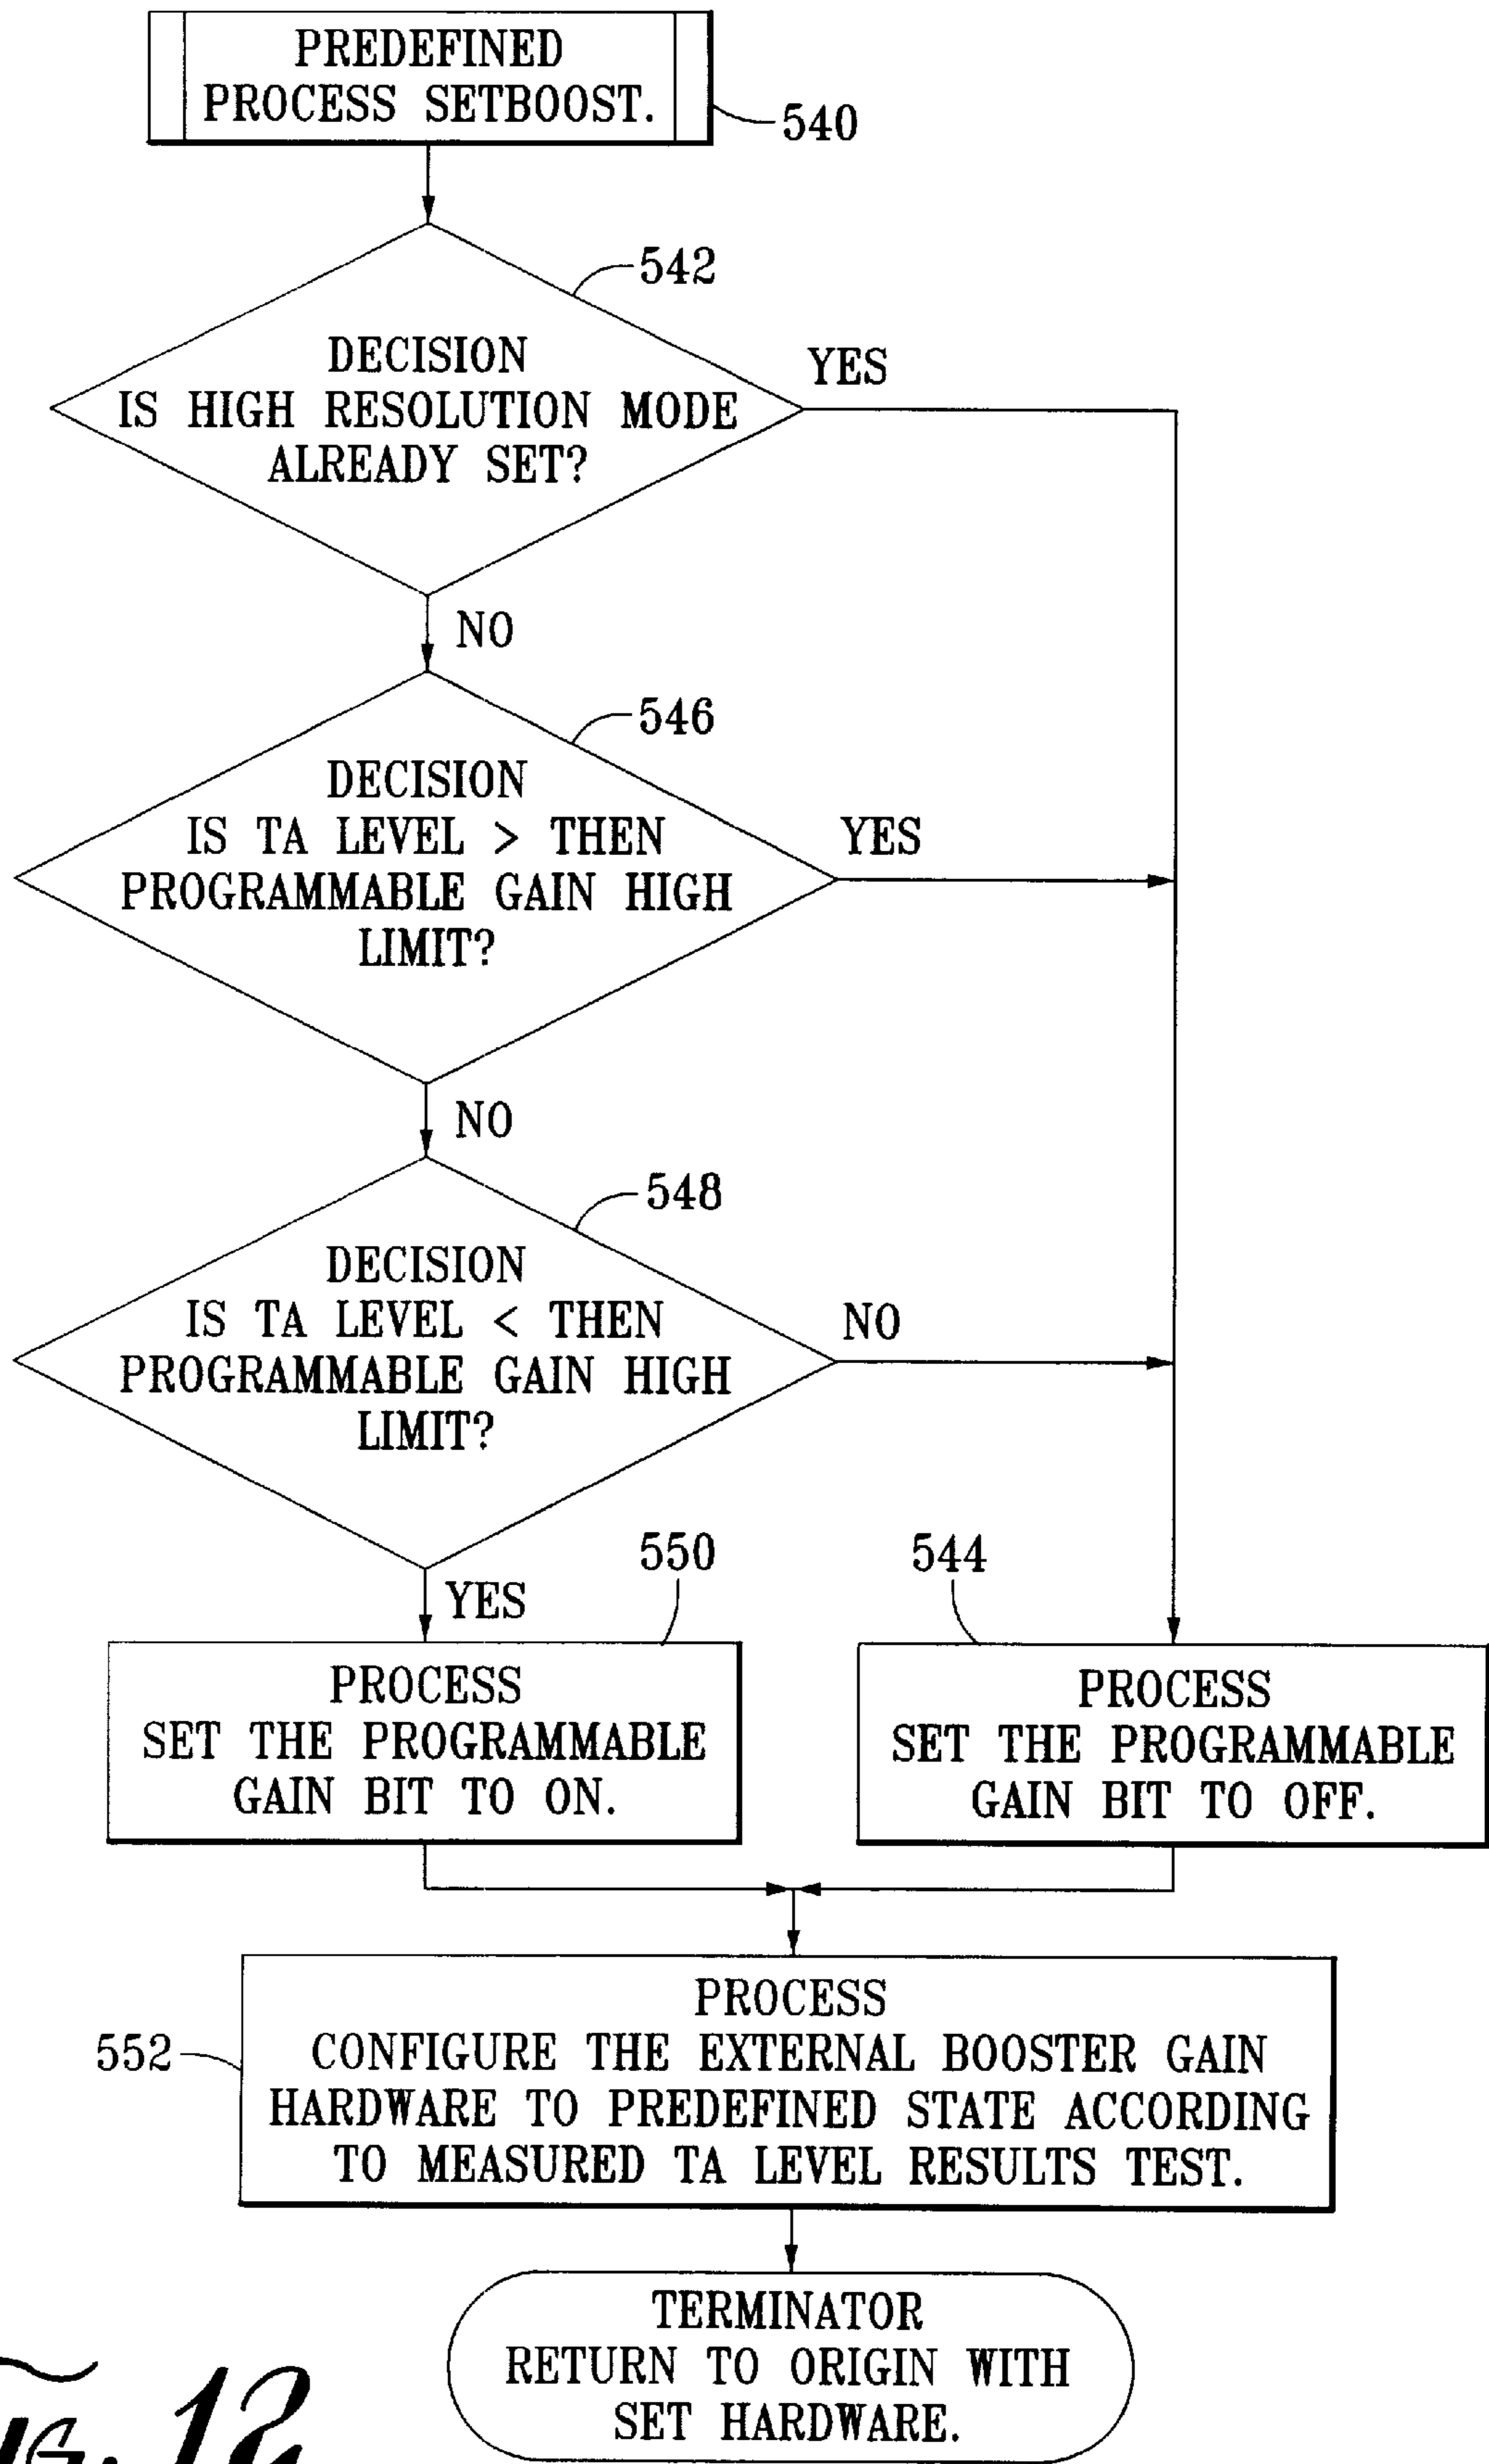 PREDEFINED
PROCESS SETBOOST.
540
542
DECISION
IS HIGH RESOLUTION MODE
ALREADY SET?
YES
NO
546
DECISION
IS TA LEVEL > THEN
PROGRAMMABLE GAIN HIGH
LIMIT?
YES
NO
548
DECISION
IS TA LEVEL < THEN
PROGRAMMABLE GAIN HIGH
LIMIT?
NO
YES
550
544
PROCESS
SET THE PROGRAMMABLE
GAIN BIT TO ON.
PROCESS
SET THE PROGRAMMABLE
GAIN BIT TO OFF.
552
PROCESS
CONFIGURE THE EXTERNAL BOOSTER GAIN
HARDWARE TO PREDEFINED STATE ACCORDING
TO MEASURED TA LEVEL RESULTS TEST.
TERMINATOR
RETURN TO ORIGIN WITH
SET HARDWARE.
12